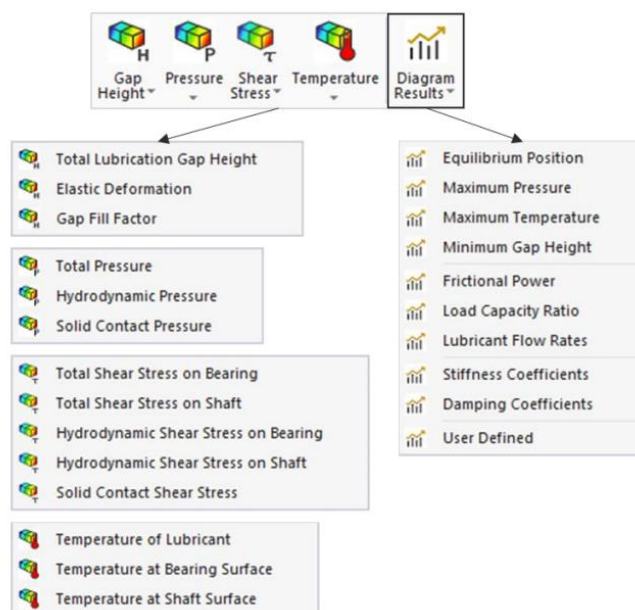 H P τ
Gap Height Pressure Shear Stress Temperature Diagram Results
Total Lubrication Gap Height
Elastic Deformation
Gap Fill Factor
Total Pressure
Hydrodynamic Pressure
Solid Contact Pressure
Total Shear Stress on Bearing
Total Shear Stress on Shaft
Hydrodynamic Shear Stress on Bearing
Hydrodynamic Shear Stress on Shaft
Solid Contact Shear Stress
Temperature of Lubricant
Temperature at Bearing Surface
Temperature at Shaft Surface
Equilibrium Position
Maximum Pressure
Maximum Temperature
Minimum Gap Height
Frictional Power
Load Capacity Ratio
Lubricant Flow Rates
Stiffness Coefficients
Damping Coefficients
User Defined